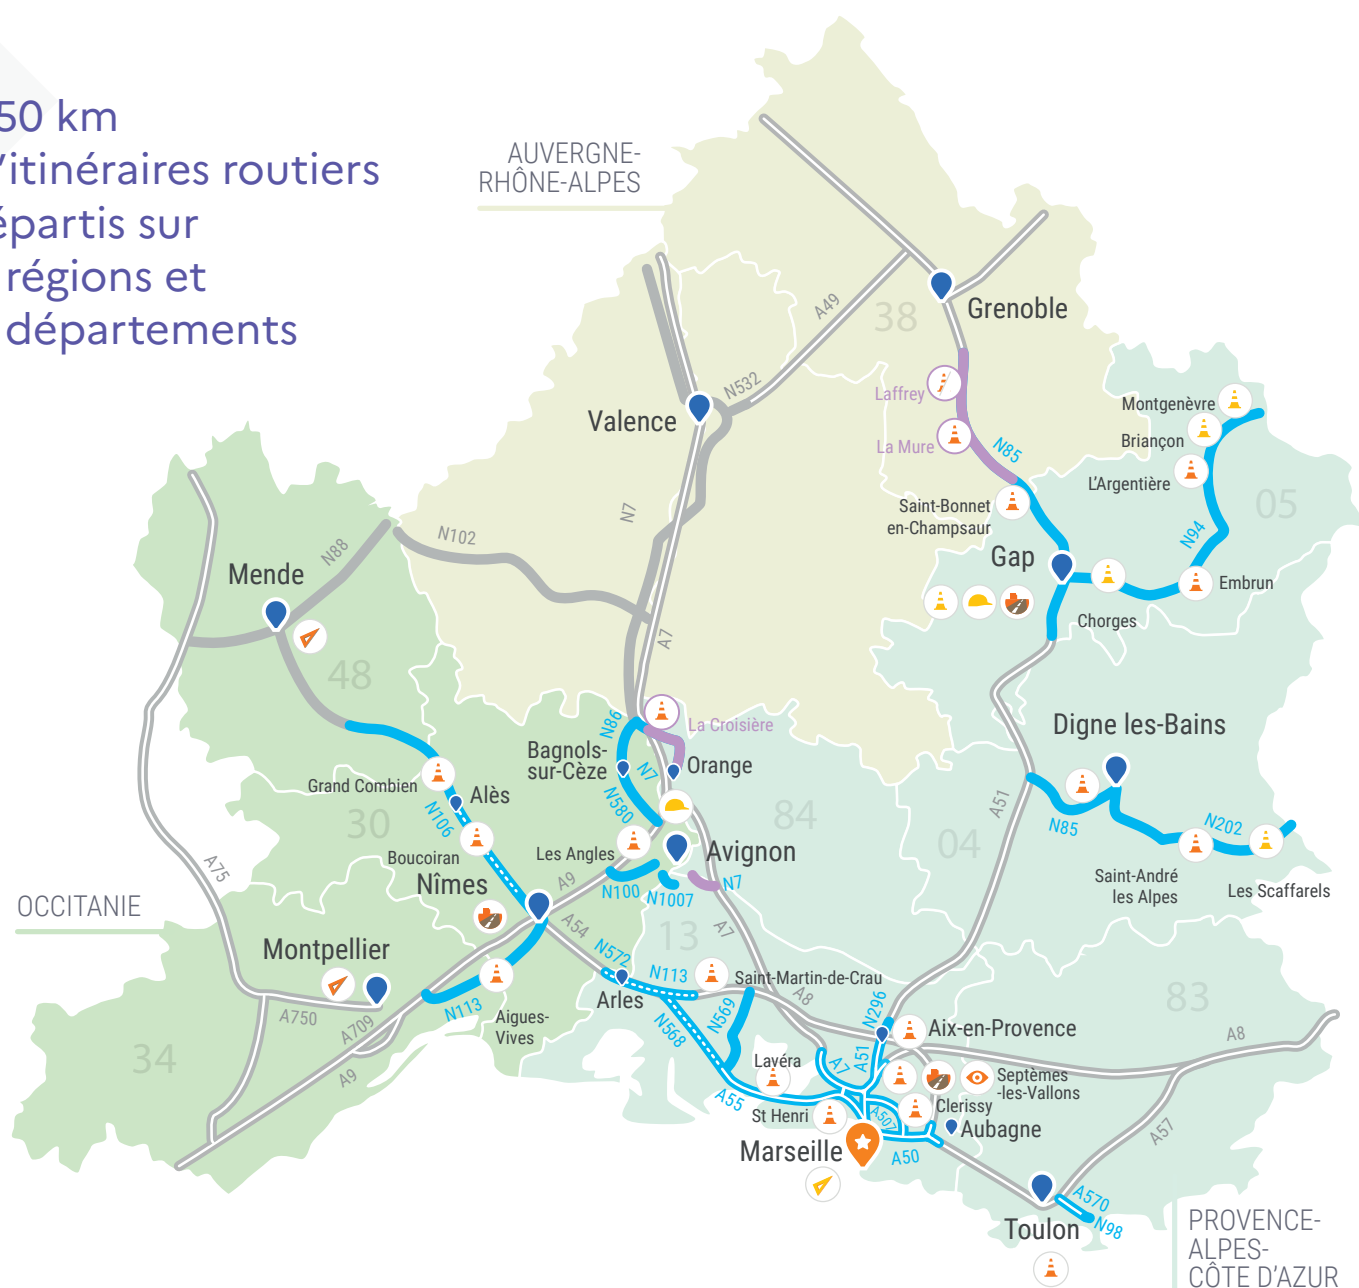 50 km
'itinéraires routiers
épartis sur
régions et
départements
AUVERGNE-
RHÔNE-ALPES
38
Grenoble
A49
N532
Valence
Laffrey
La Mure
N85
Montgenèvre
Briançon
L'Argentière
05
N94
Saint-Bonnet
en-Champsaur
Gap
Embrun
Chorges
N7
N102
N88
Mende
48
A7
N86
La Croisière
Bagnols-
sur-Cèze
N7
Orange
N580
Digne les-Bains
Grand Combien
Alès
30
N106
Boucoiran
Les Angles
84
Avignon
04
A51
N85
N202
Saint-André
les Alpes
Les Scaffarels
A75
Nîmes
A9
N100
N1007
N7
OCCITANIE
A54
13
A7
Montpellier
N572
N113
Saint-Martin-de-Crau
Arles
A8
83
A750
A709
N113
Aigues-
Vives
N568
N569
N296
Aix-en-Provence
A8
34
A9
Lavéra
A7
A51
Septèmes
-les-Vallons
A55
St Henri
A507
Clerissy
Aubagne
A57
Marseille
A50
Toulon
A570
N98
PROVENCE-
ALPES-
CÔTE D'AZUR